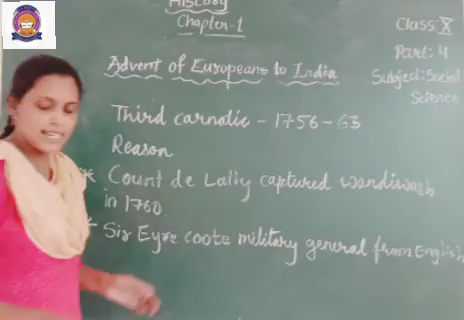 History
Chapter-1
Class X
Part: 4
Subject: Social
Science
Advent of Europeans to India
Third carnatic - 1756-63
Reason
* Count de Lally captured wandiwash
in 1760
* Sir Eyre coote military general from English